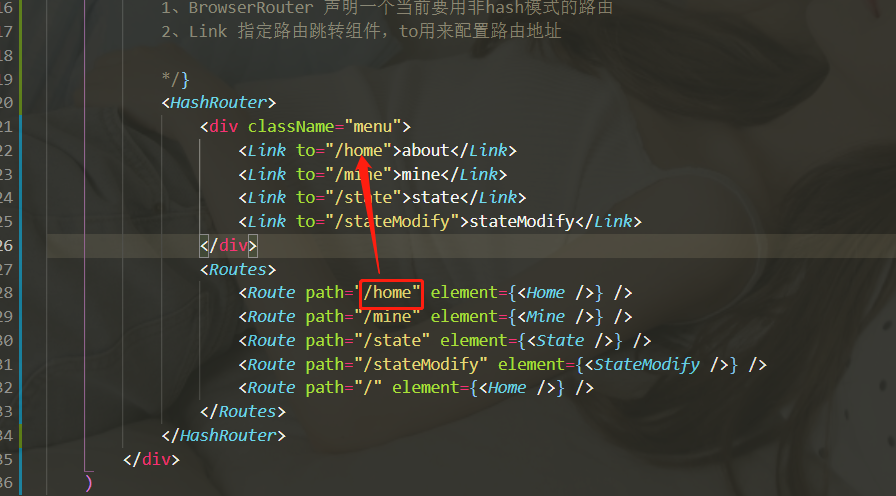 16 1、BrowserRouter 声明一个当前要用非hash模式的路由
17 2、Link 指定路由跳转组件，to用来配置路由地址
18
19 */}
20 <HashRouter>
21 <div className="menu">
22 <Link to="/home">about</Link>
23 <Link to="/mine">mine</Link>
24 <Link to="/state">state</Link>
25 <Link to="/stateModify">stateModify</Link>
26 </div>
27 <Routes>
28 <Route path="/home" element={<Home />} />
29 <Route path="/mine" element={<Mine />} />
30 <Route path="/state" element={<State />} />
31 <Route path="/stateModify" element={<StateModify />} />
32 <Route path="/" element={<Home />} />
33 </Routes>
34 </HashRouter>
35 </div>
36 )